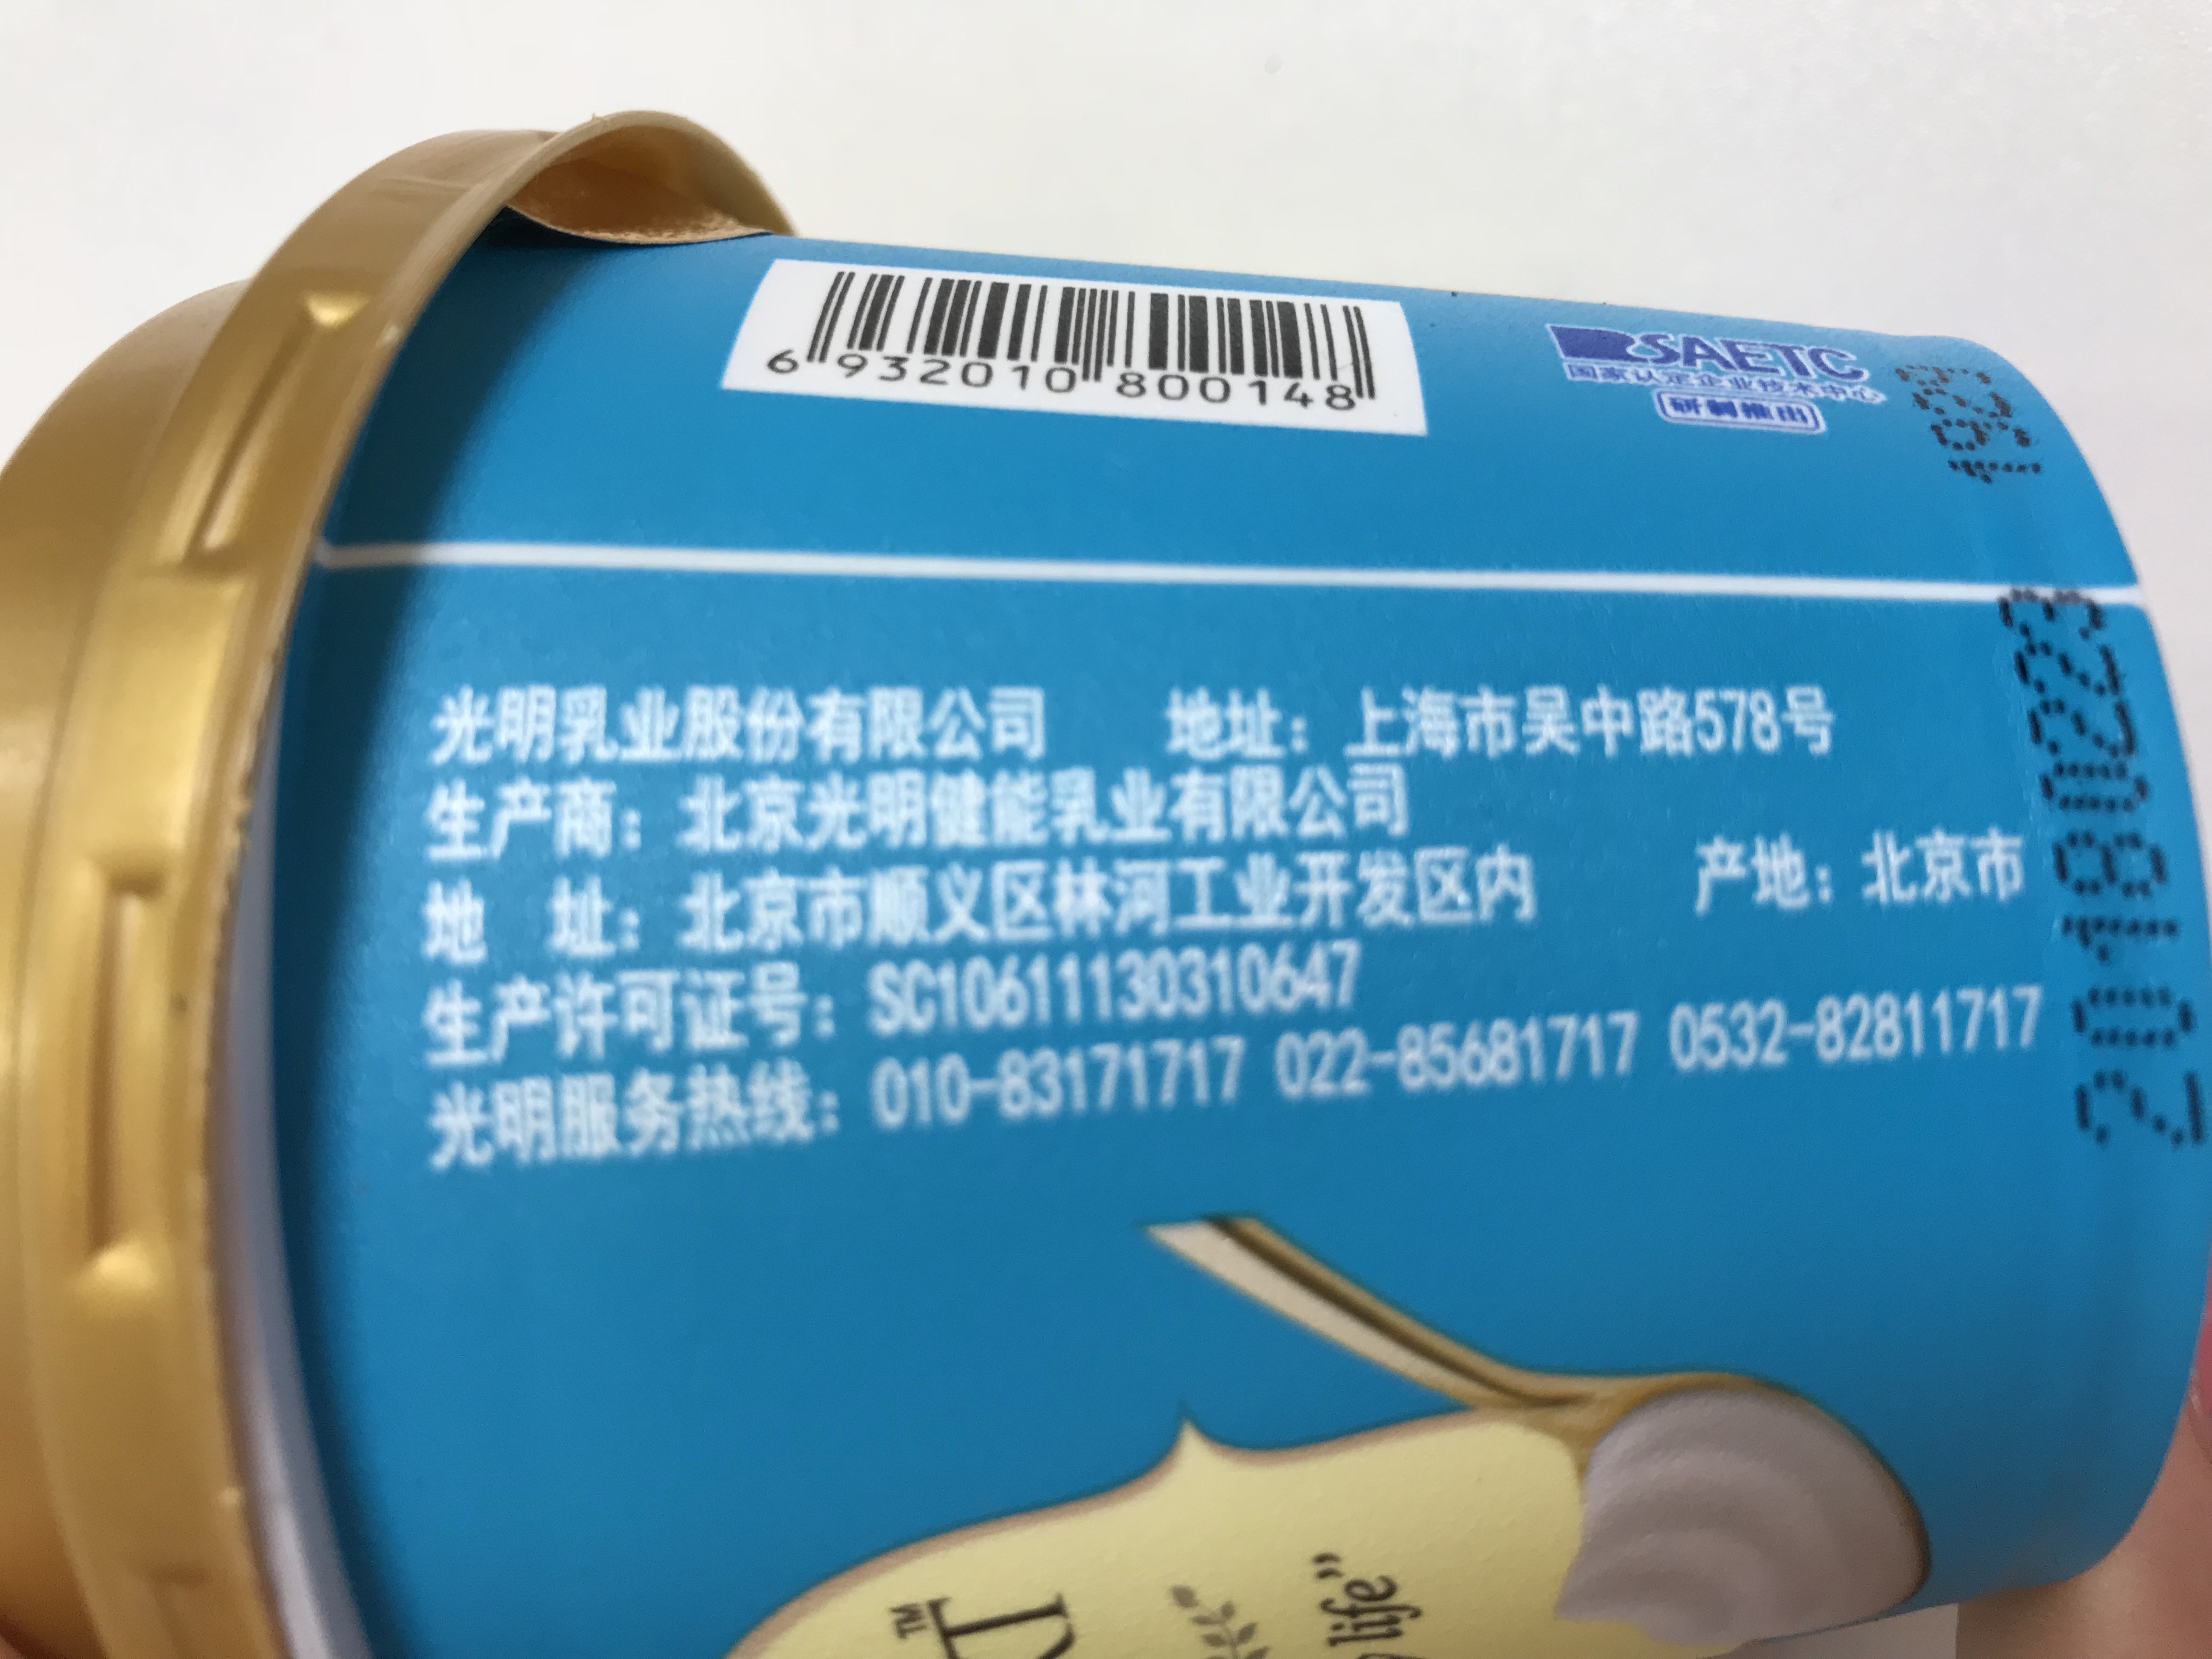 6 932010 800148
SAETC
国家认定企业技术中心
研制推出
光明乳业股份有限公司 地址：上海市吴中路578号
生产商：北京光明健能乳业有限公司
地 址：北京市顺义区林河工业开发区内 产地：北京市
生产许可证号：SC10611130310647
光明服务热线：010-83171717 022-85681717 0532-82811717
20180223
TM
life”